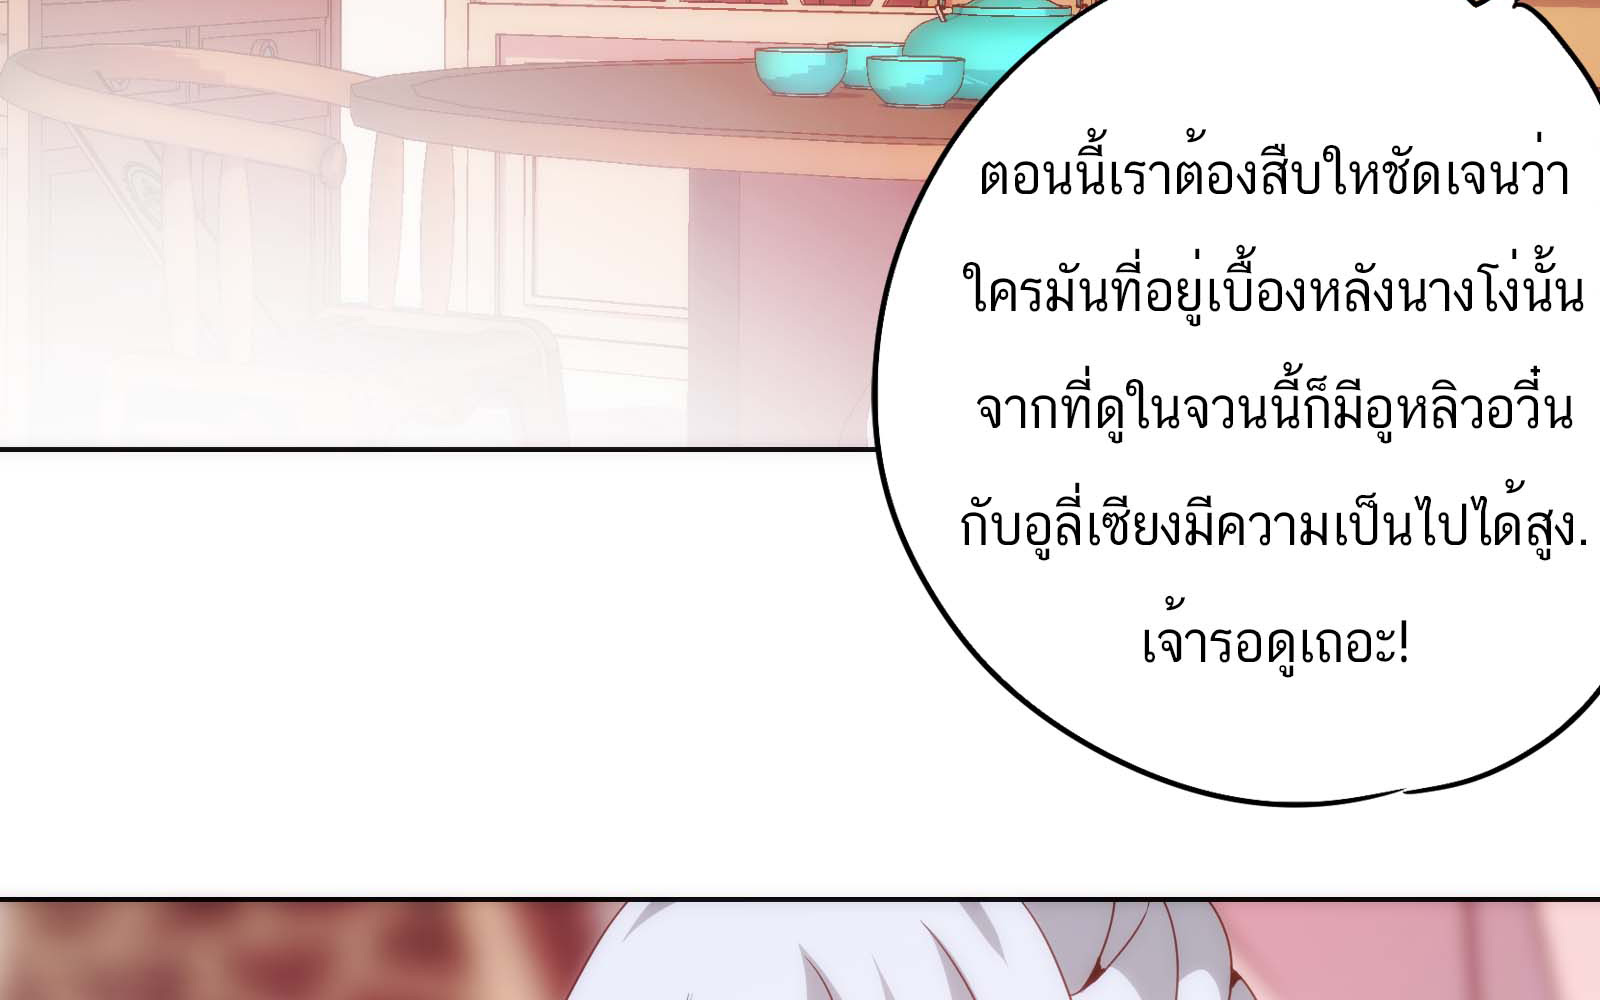 ตอนนี้เราต้องสืบใหชัดเจนว่า
ใครมันที่อยู่เบื้องหลังนางโง่นั้น
จากที่ดูในจวนนี้ก็มีอูหลิวอวิ๋น
กับอูลี่เซียงมีความเป็นไปได้สูง.
เจ้ารอดูเถอะ!